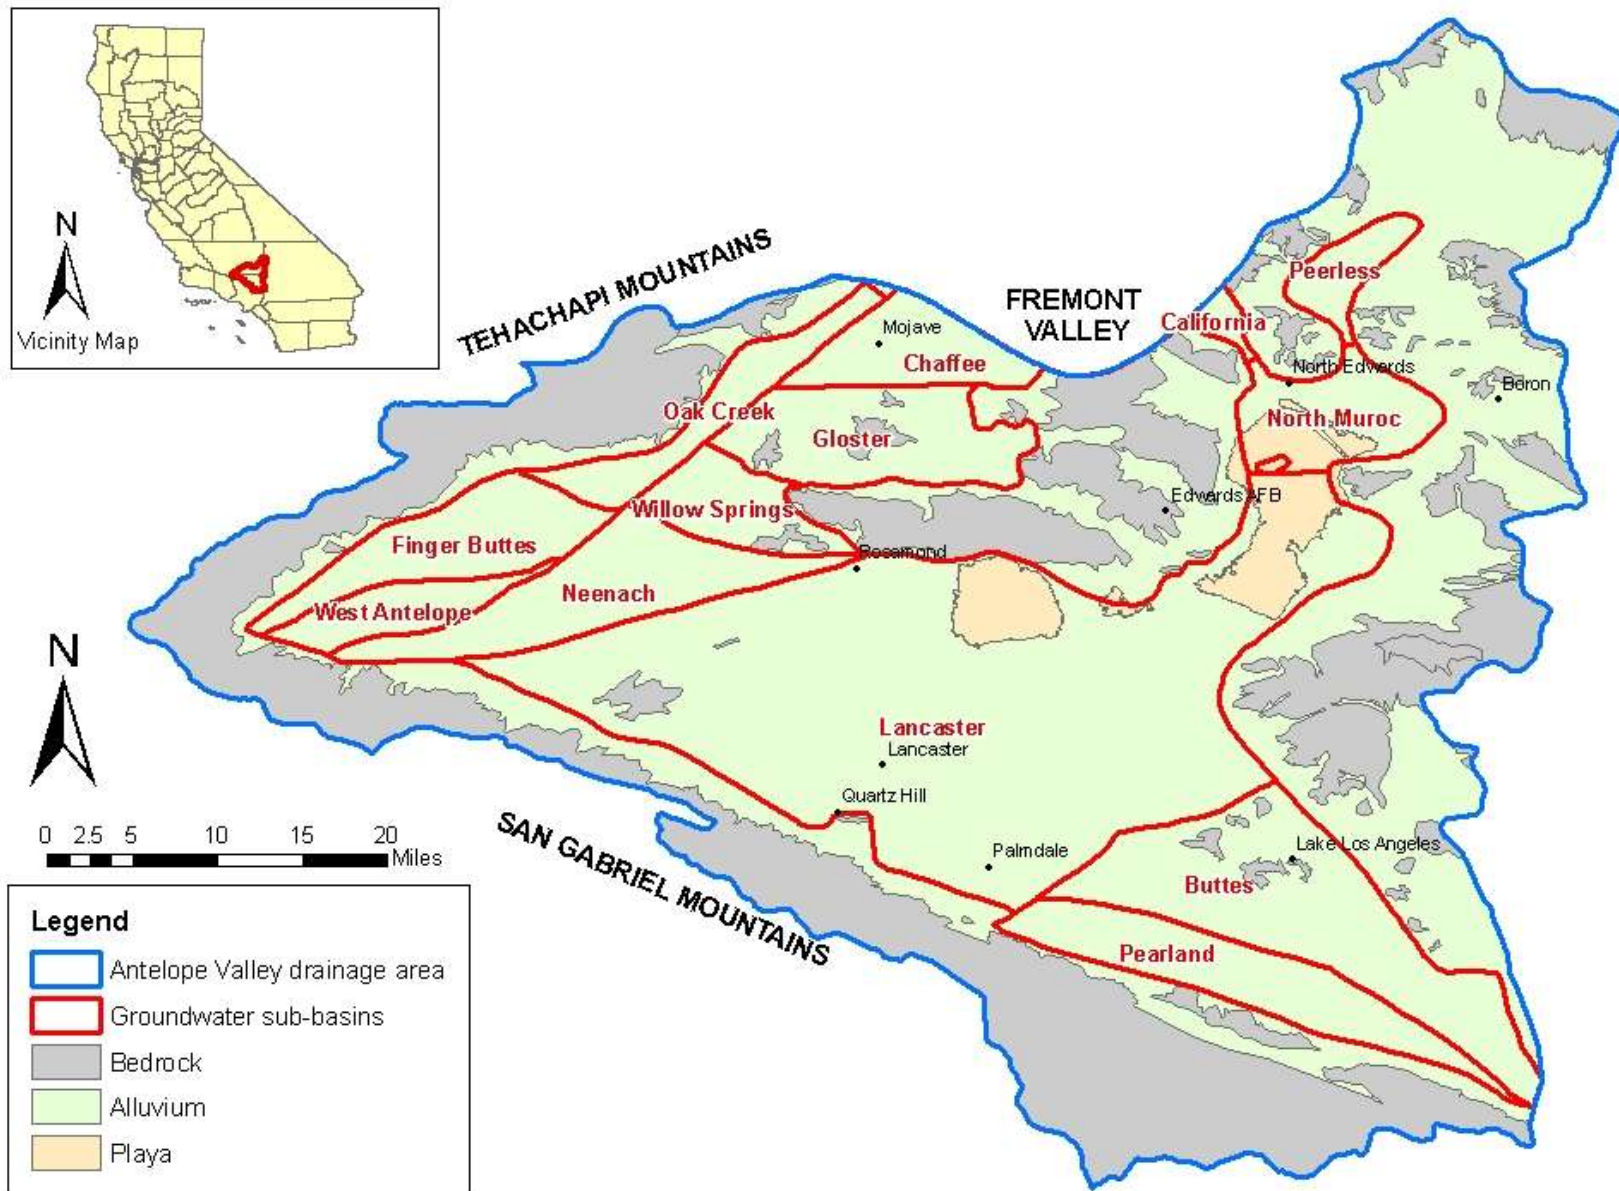 N
Vicinity Map
TEHACHAPI MOUNTAINS
FREMONT
VALLEY
Peerless
California
Mojave
Chaffee
North Edwards
Boron
Oak Creek
North Muroc
Gloster
Edwards AFB
Willow Springs
Finger Buttes
Rosamond
Neenach
West Antelope
N
Lancaster
Lancaster
Quartz Hill
0 2.5 5 10 15 20
Miles
SAN GABRIEL MOUNTAINS
Palmdale
Lake Los Angeles
Buttes
Pearland
Legend
Antelope Valley drainage area
Groundwater sub-basins
Bedrock
Alluvium
Playa